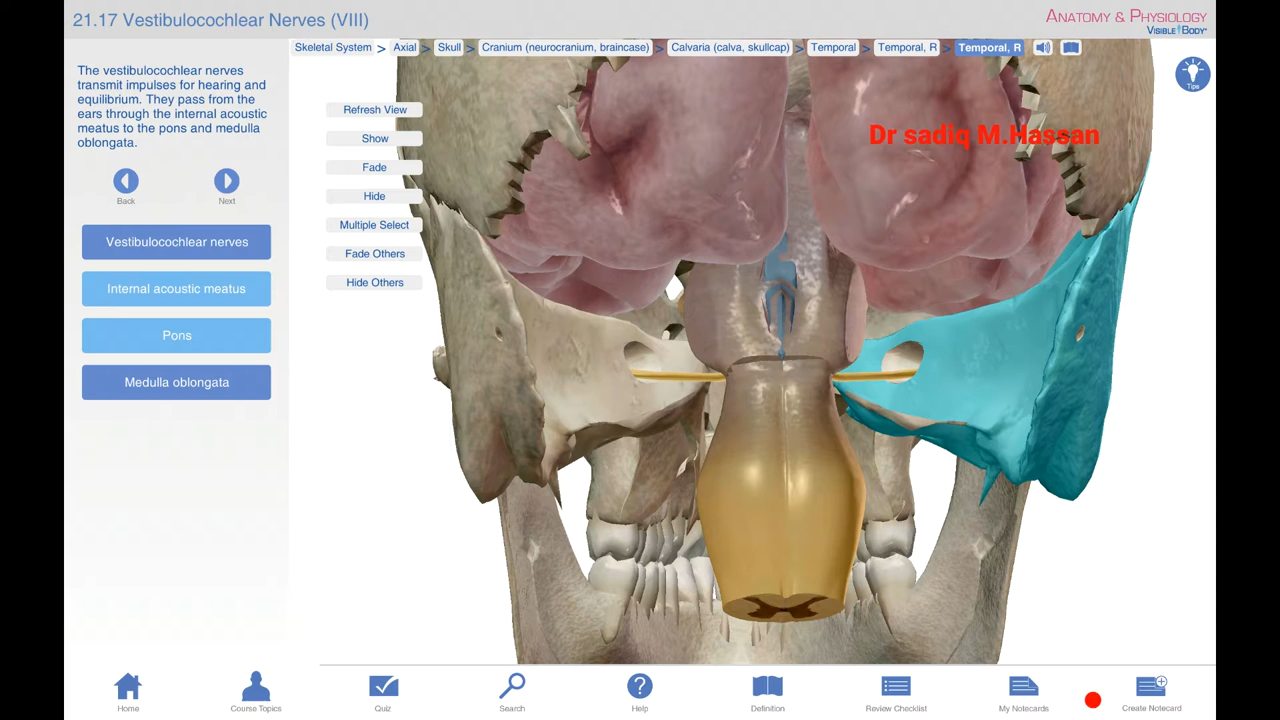 21.17 Vestibulocochlear Nerves (VIII)
ANATOMY & PHYSIOLOGY
VISIBLE BODY®
Skeletal System > Axial > Skull > Cranium (neurocranium, braincase) > Calvaria (calva, skullcap) > Temporal > Temporal, R > Temporal, R
The vestibulocochlear nerves
transmit impulses for hearing and
equilibrium. They pass from the
ears through the internal acoustic
meatus to the pons and medulla
oblongata.
Back
Next
Vestibulocochlear nerves
Internal acoustic meatus
Pons
Medulla oblongata
Refresh View
Show
Fade
Hide
Multiple Select
Fade Others
Hide Others
Tips
Dr sadiq M.Hassan
Home
Course Topics
Quiz
Search
Help
Definition
Review Checklist
My Notecards
Create Notecard